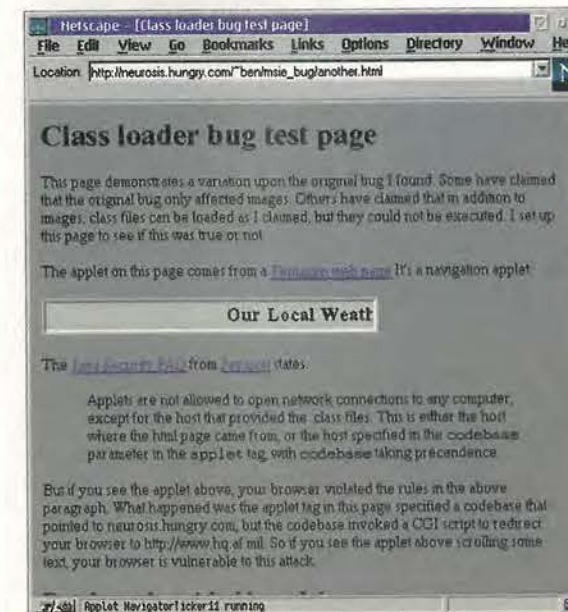 Netscape - [Class loader bug test page]
File Edit View Go Bookmarks Links Options Directory Window He
Location: http://neurosis.hungry.com/~ben/msie_bug/another.html
N
Class loader bug test page
This page demonstrates a variation upon the original bug I found. Some have claimed
that the original bug only affected images. Others have claimed that in addition to
images, class files can be loaded as I claimed, but they could not be executed. I set up
this page to see if this was true or not.
The applet on this page comes from a Pentagon web page It's a navigation applet.
Our Local Weath
The Java Security FAQ from states:
Applets are not allowed to open network connections to any computer,
except for the host that provided the .class files. This is either the host
where the html page came from, or the host specified in the codebase
parameter in the applet tag, with codebase taking precendence.
But if you see the applet above, your browser violated the rules in the above
paragraph. What happened was the applet tag in this page specified a codebase that
pointed to neurosis.hungry.com, but the codebase invoked a CGI script to redirect
your browser to http://www.hq.af.mil. So if you see the applet above scrolling some
text, your browser is vulnerable to this attack.
Applet NavigatorTicker11 running